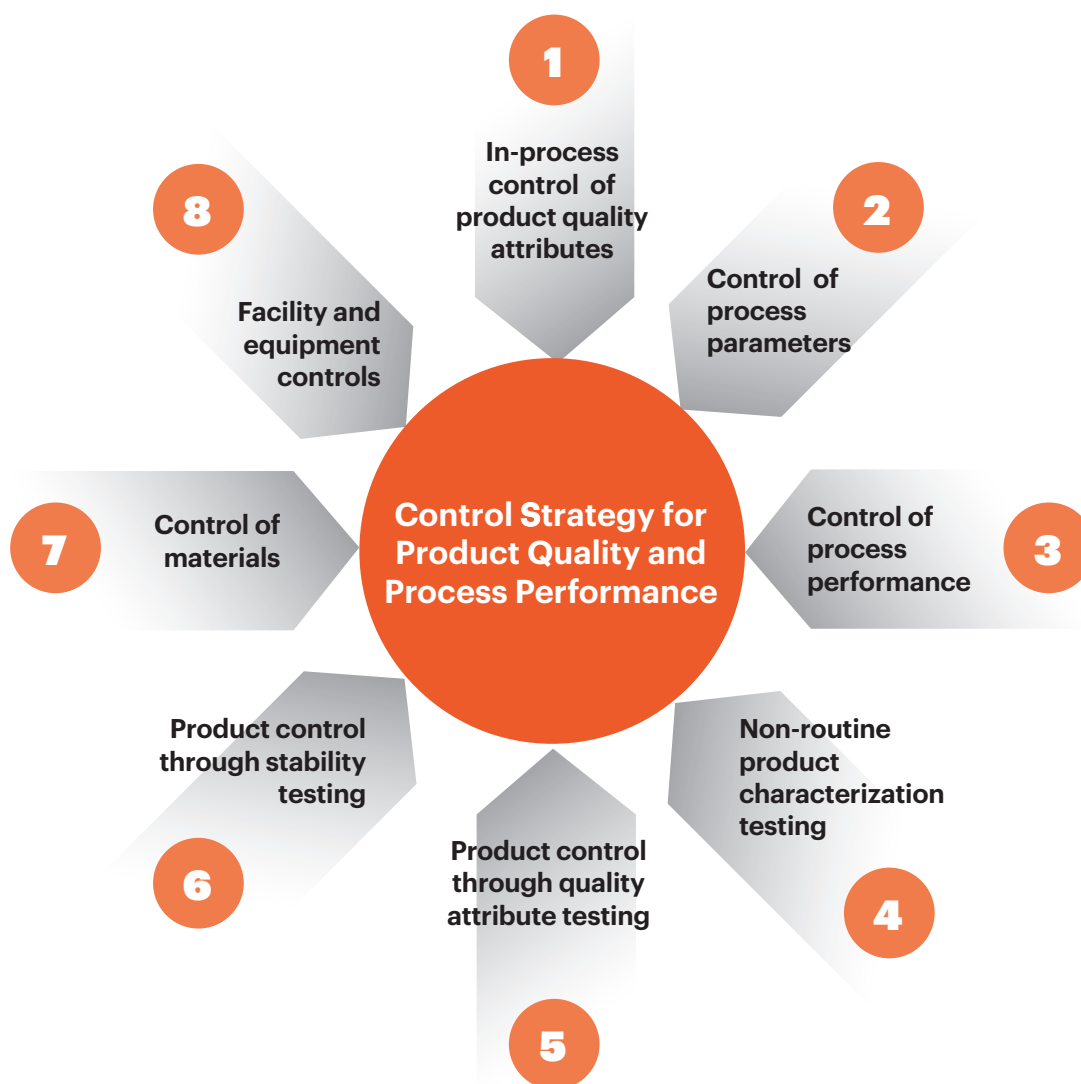 1
In-process
control of
product quality
attributes
2
Control of
process
parameters
3
Control of
process
performance
4
Non-routine
product
characterization
testing
5
Product control
through quality
attribute testing
6
Product control
through stability
testing
7
Control of
materials
8
Facility and
equipment
controls
Control Strategy for
Product Quality and
Process Performance